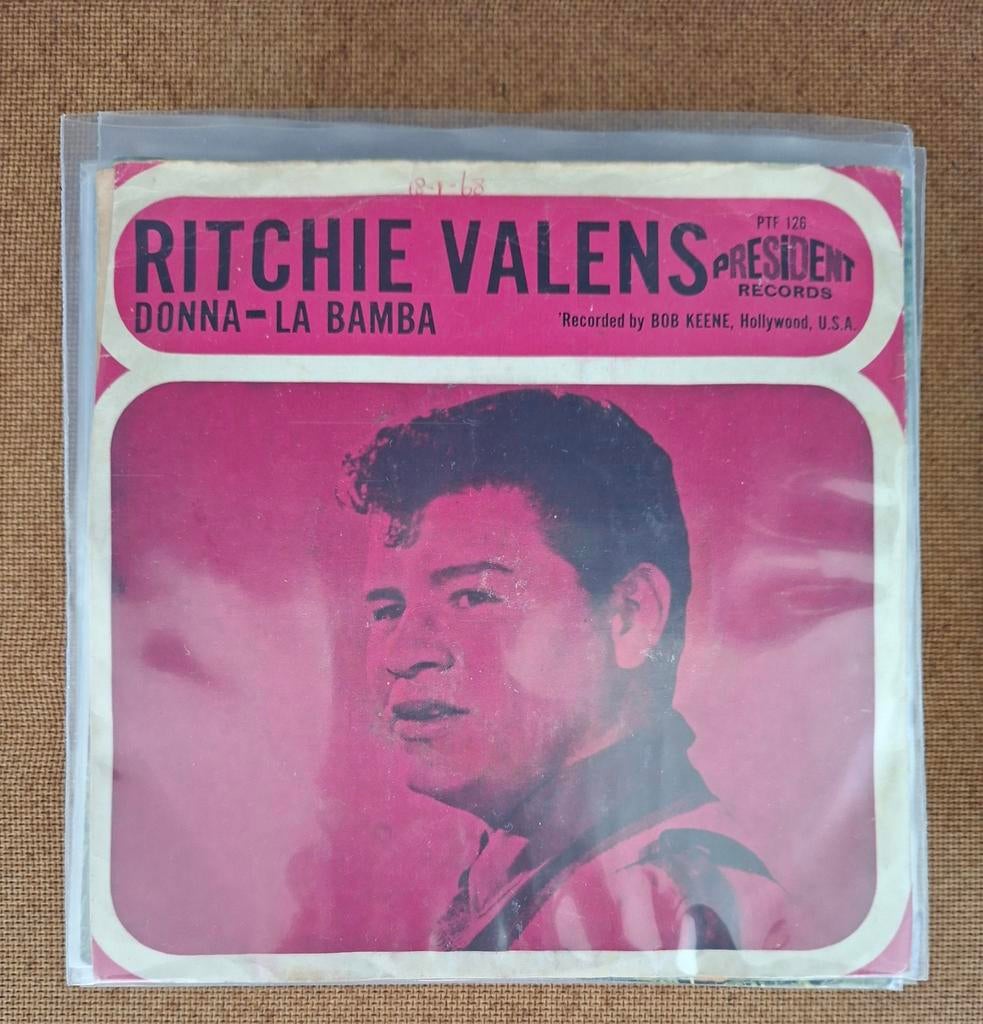 18-1-68
RITCHIE VALENS
PTF 126
PRESIDENT
RECORDS
DONNA-LA BAMBA
'Recorded by BOB KEENE, Hollywood, U.S.A.